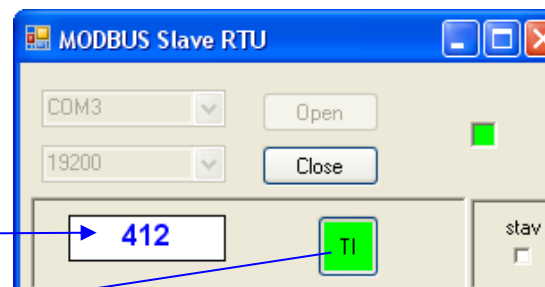 MODBUS Slave RTU
COM3
Open
19200
Close
412
TI
stav